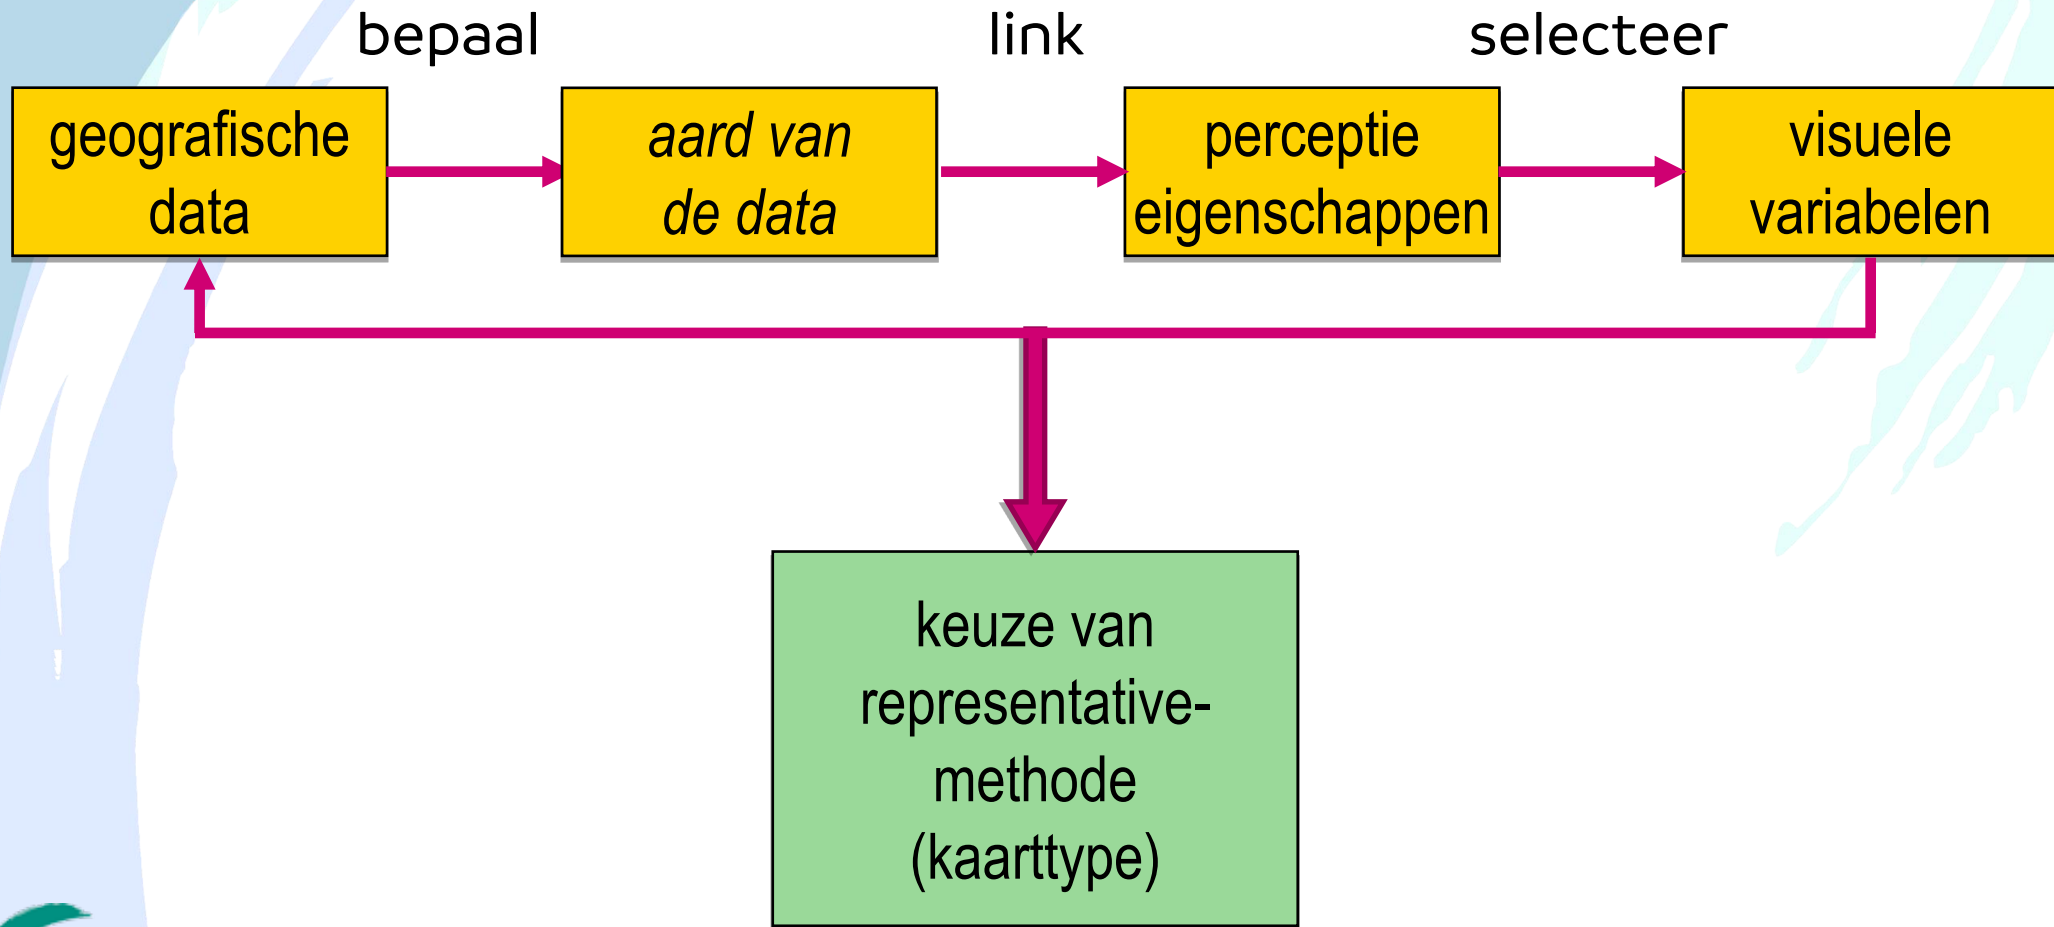 bepaal link selecteer
geografische
data
aard van
de data
perceptie
eigenschappen
visuele
variabelen
keuze van
representative-
methode
(kaarttype)